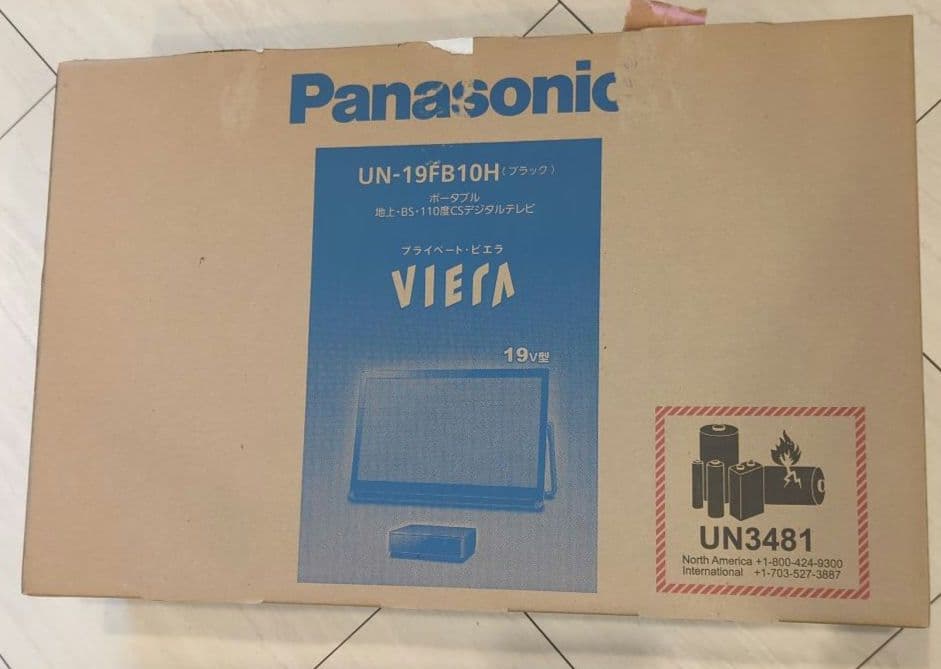 Panasonic
UN-19FB10H(ブラック)
ポータブル
地上・BS・110度CSデジタルテレビ
プライベート・ビエラ
VIERA
19V型
UN3481
North America +1-800-424-9300
International +1-703-527-3887